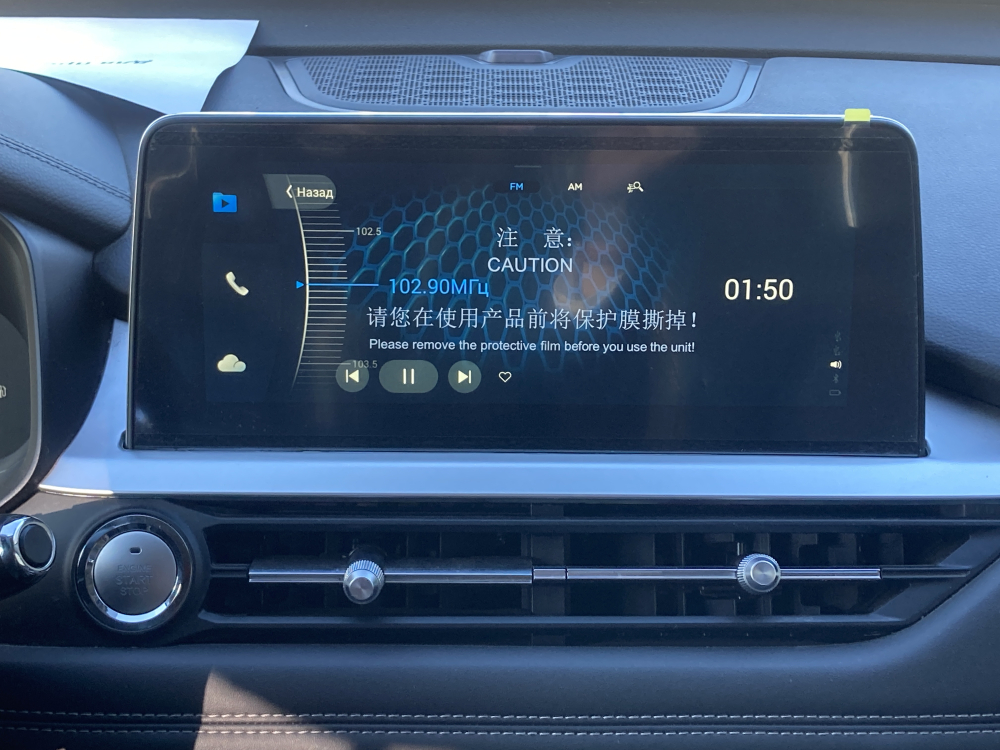 Назад
FM
AM
102.5
注 意：
CAUTION
102.90МГц
01:50
请您在使用产品前将保护膜撕掉！
Please remove the protective film before you use the unit!
103.5
START
STOP